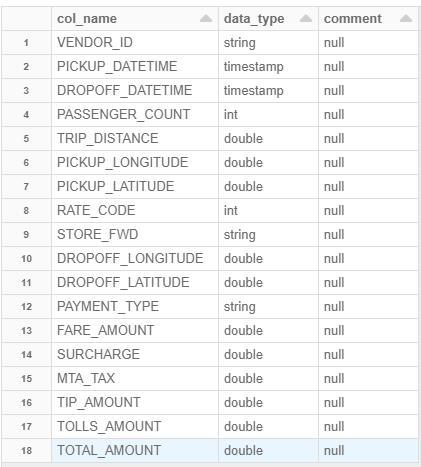 col_name data_type comment
1 VENDOR_ID string null
2 PICKUP_DATETIME timestamp null
3 DROPOFF_DATETIME timestamp null
4 PASSENGER_COUNT int null
5 TRIP_DISTANCE double null
6 PICKUP_LONGITUDE double null
7 PICKUP_LATITUDE double null
8 RATE_CODE int null
9 STORE_FWD string null
10 DROPOFF_LONGITUDE double null
11 DROPOFF_LATITUDE double null
12 PAYMENT_TYPE string null
13 FARE_AMOUNT double null
14 SURCHARGE double null
15 MTA_TAX double null
16 TIP_AMOUNT double null
17 TOLLS_AMOUNT double null
18 TOTAL_AMOUNT double null